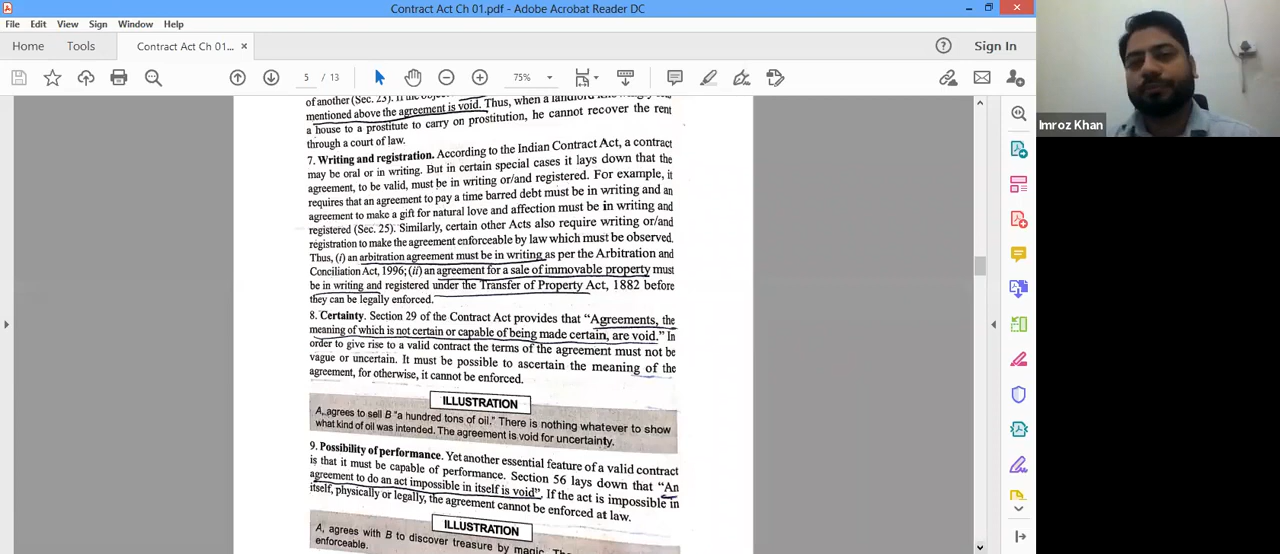 Contract Act Ch 01.pdf - Adobe Acrobat Reader DC
File Edit View Sign Window Help
Home Tools Contract Act Ch 01... × Sign In
5 / 13 75%
mentioned above the agreement is void. Thus, when a landlord
a house to a prostitute to carry on prostitution, he cannot recover the rent
through a court of law.
7. Writing and registration. According to the Indian Contract Act, a contract
may be oral or in writing. But in certain special cases it lays down that the
agreement, to be valid, must be in writing or/and registered. For example, it
requires that an agreement to pay a time barred debt must be in writing and an
agreement to make a gift for natural love and affection must be in writing and
registered (Sec. 25). Similarly, certain other Acts also require writing or/and
registration to make the agreement enforceable by law which must be observed.
Thus, (i) an arbitration agreement must be in writing as per the Arbitration and
Conciliation Act, 1996; (ii) an agreement for a sale of immovable property must
be in writing and registered under the Transfer of Property Act, 1882 before
they can be legally enforced.
8. Certainty. Section 29 of the Contract Act provides that “Agreements, the
meaning of which is not certain or capable of being made certain, are void.” In
order to give rise to a valid contract the terms of the agreement must not be
vague or uncertain. It must be possible to ascertain the meaning of the
agreement, for otherwise, it cannot be enforced.
ILLUSTRATION
A, agrees to sell B “a hundred tons of oil.” There is nothing whatever to show
what kind of oil was intended. The agreement is void for uncertainty.
9. Possibility of performance. Yet another essential feature of a valid contract
is that it must be capable of performance. Section 56 lays down that “An
agreement to do an act impossible in itself is void”. If the act is impossible in
itself, physically or legally, the agreement cannot be enforced at law.
ILLUSTRATION
A, agrees with B to discover treasure by magic.
enforceable.
Imroz Khan